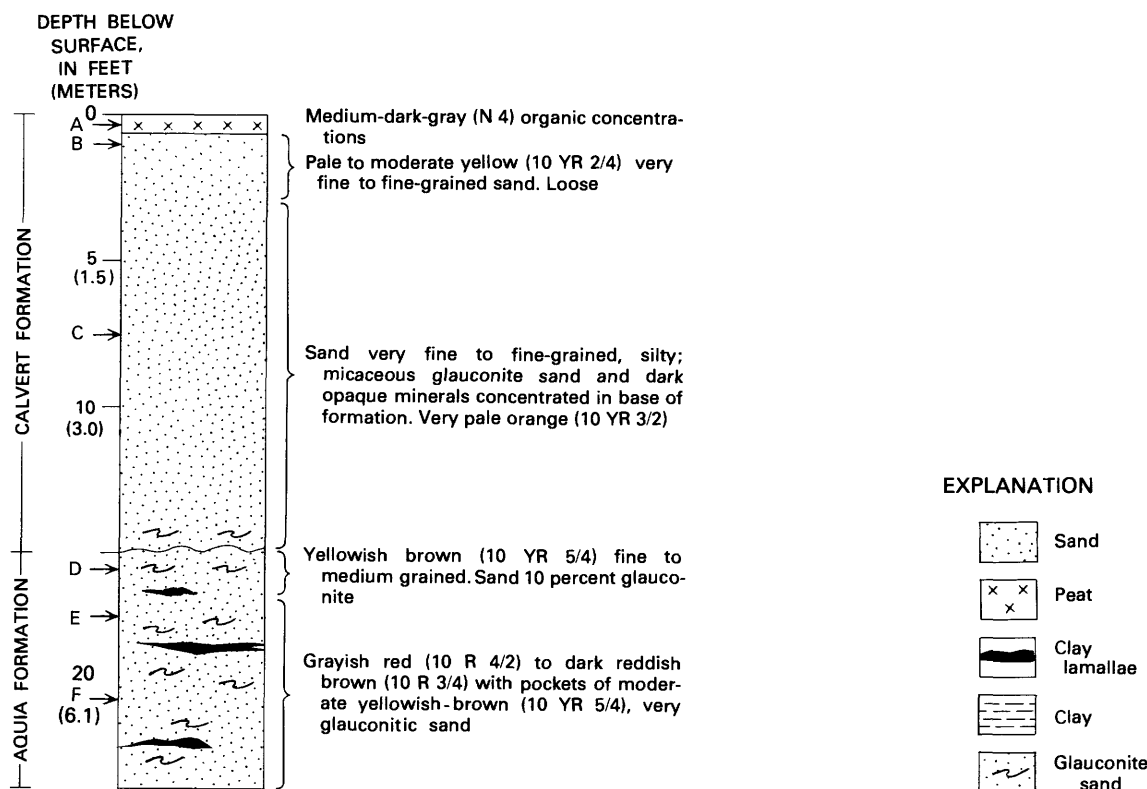 DEPTH BELOW
SURFACE,
IN FEET
(METERS)
0
A
B
5
(1.5)
C
10
(3.0)
D
E
20
F
(6.1)
CALVERT FORMATION
AQUIA FORMATION
Medium-dark-gray (N 4) organic concentra-
tions
Pale to moderate yellow (10 YR 2/4) very
fine to fine-grained sand. Loose
Sand very fine to fine-grained, silty;
micaceous glauconite sand and dark
opaque minerals concentrated in base of
formation. Very pale orange (10 YR 3/2)
Yellowish brown (10 YR 5/4) fine to
medium grained. Sand 10 percent glauco-
nite
Grayish red (10 R 4/2) to dark reddish
brown (10 R 3/4) with pockets of moder-
ate yellowish-brown (10 YR 5/4), very
glauconitic sand
EXPLANATION
Sand
Peat
Clay
lamallae
Clay
Glauconite
sand